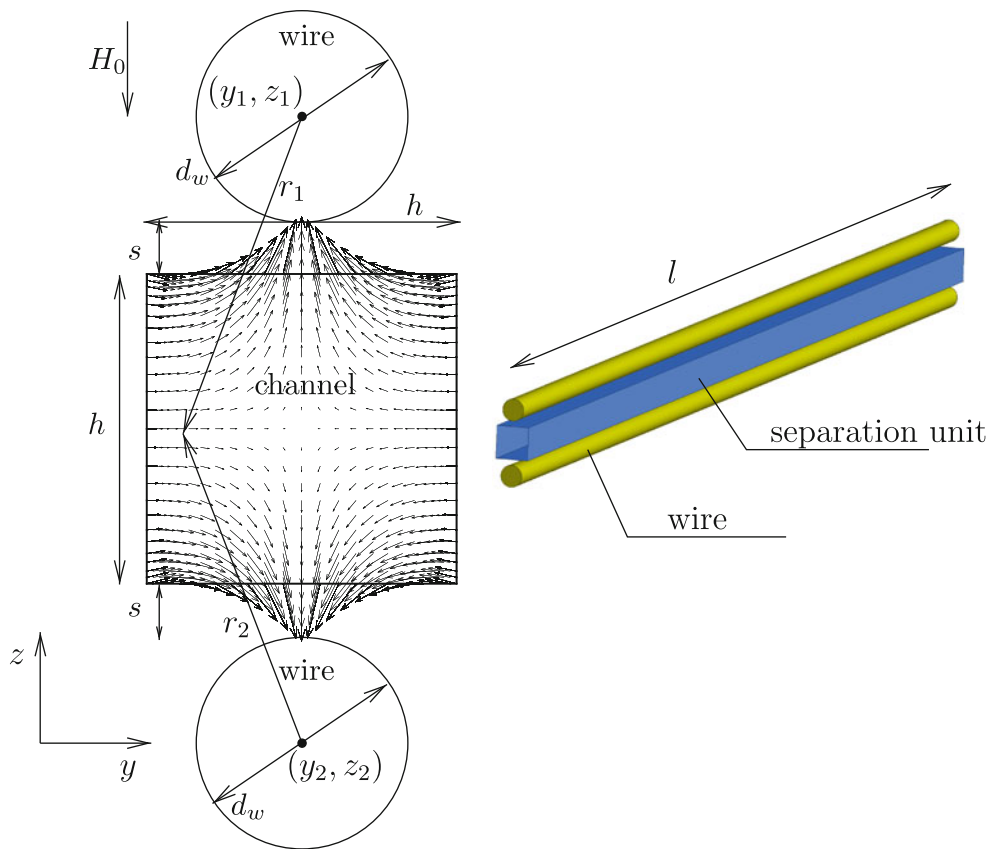 wire
H_0
(y_1, z_1)
d_w
r_1
h
s
channel
h
s
r_2
z
wire
y
(y_2, z_2)
d_w
l
separation unit
wire